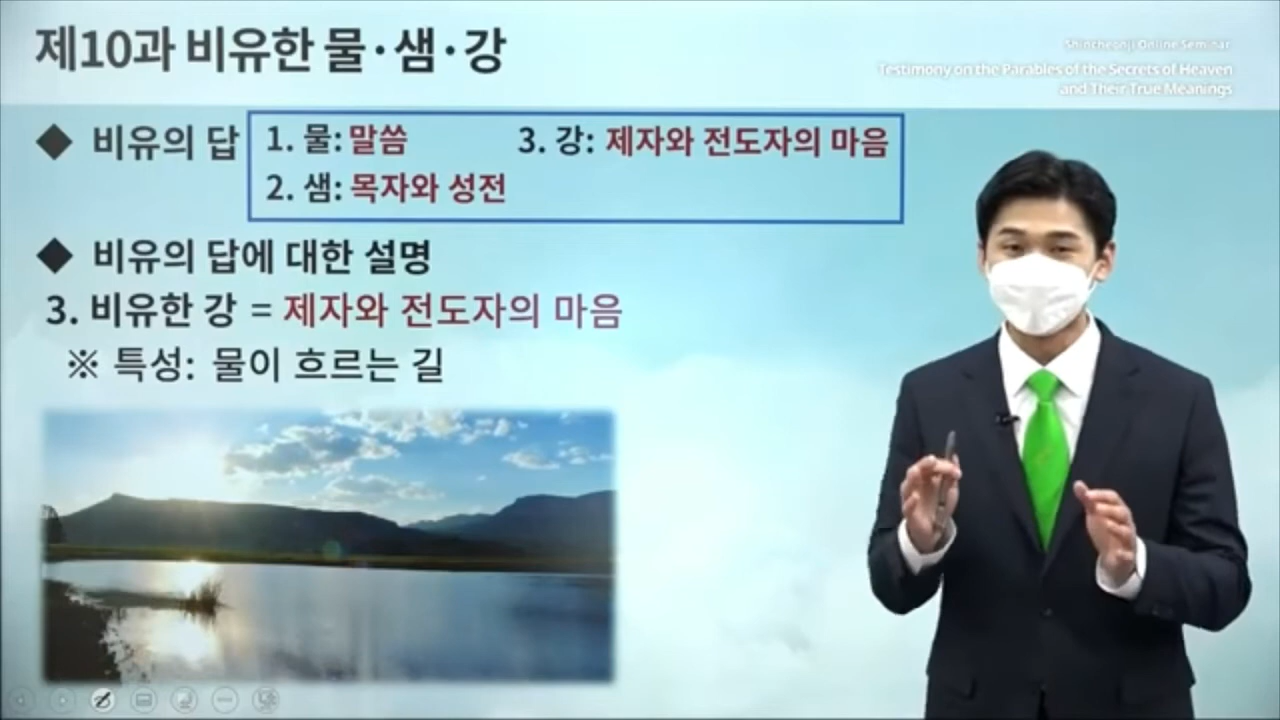 제10과 비유한 물·샘·강
Shincheonji Online Seminar
Testimony on the Parables of the Secrets of Heaven
and Their True Meanings
◆ 비유의 답
1. 물: 말씀 3. 강: 제자와 전도자의 마음
2. 샘: 목자와 성전
◆ 비유의 답에 대한 설명
3. 비유한 강 = 제자와 전도자의 마음
※ 특성: 물이 흐르는 길